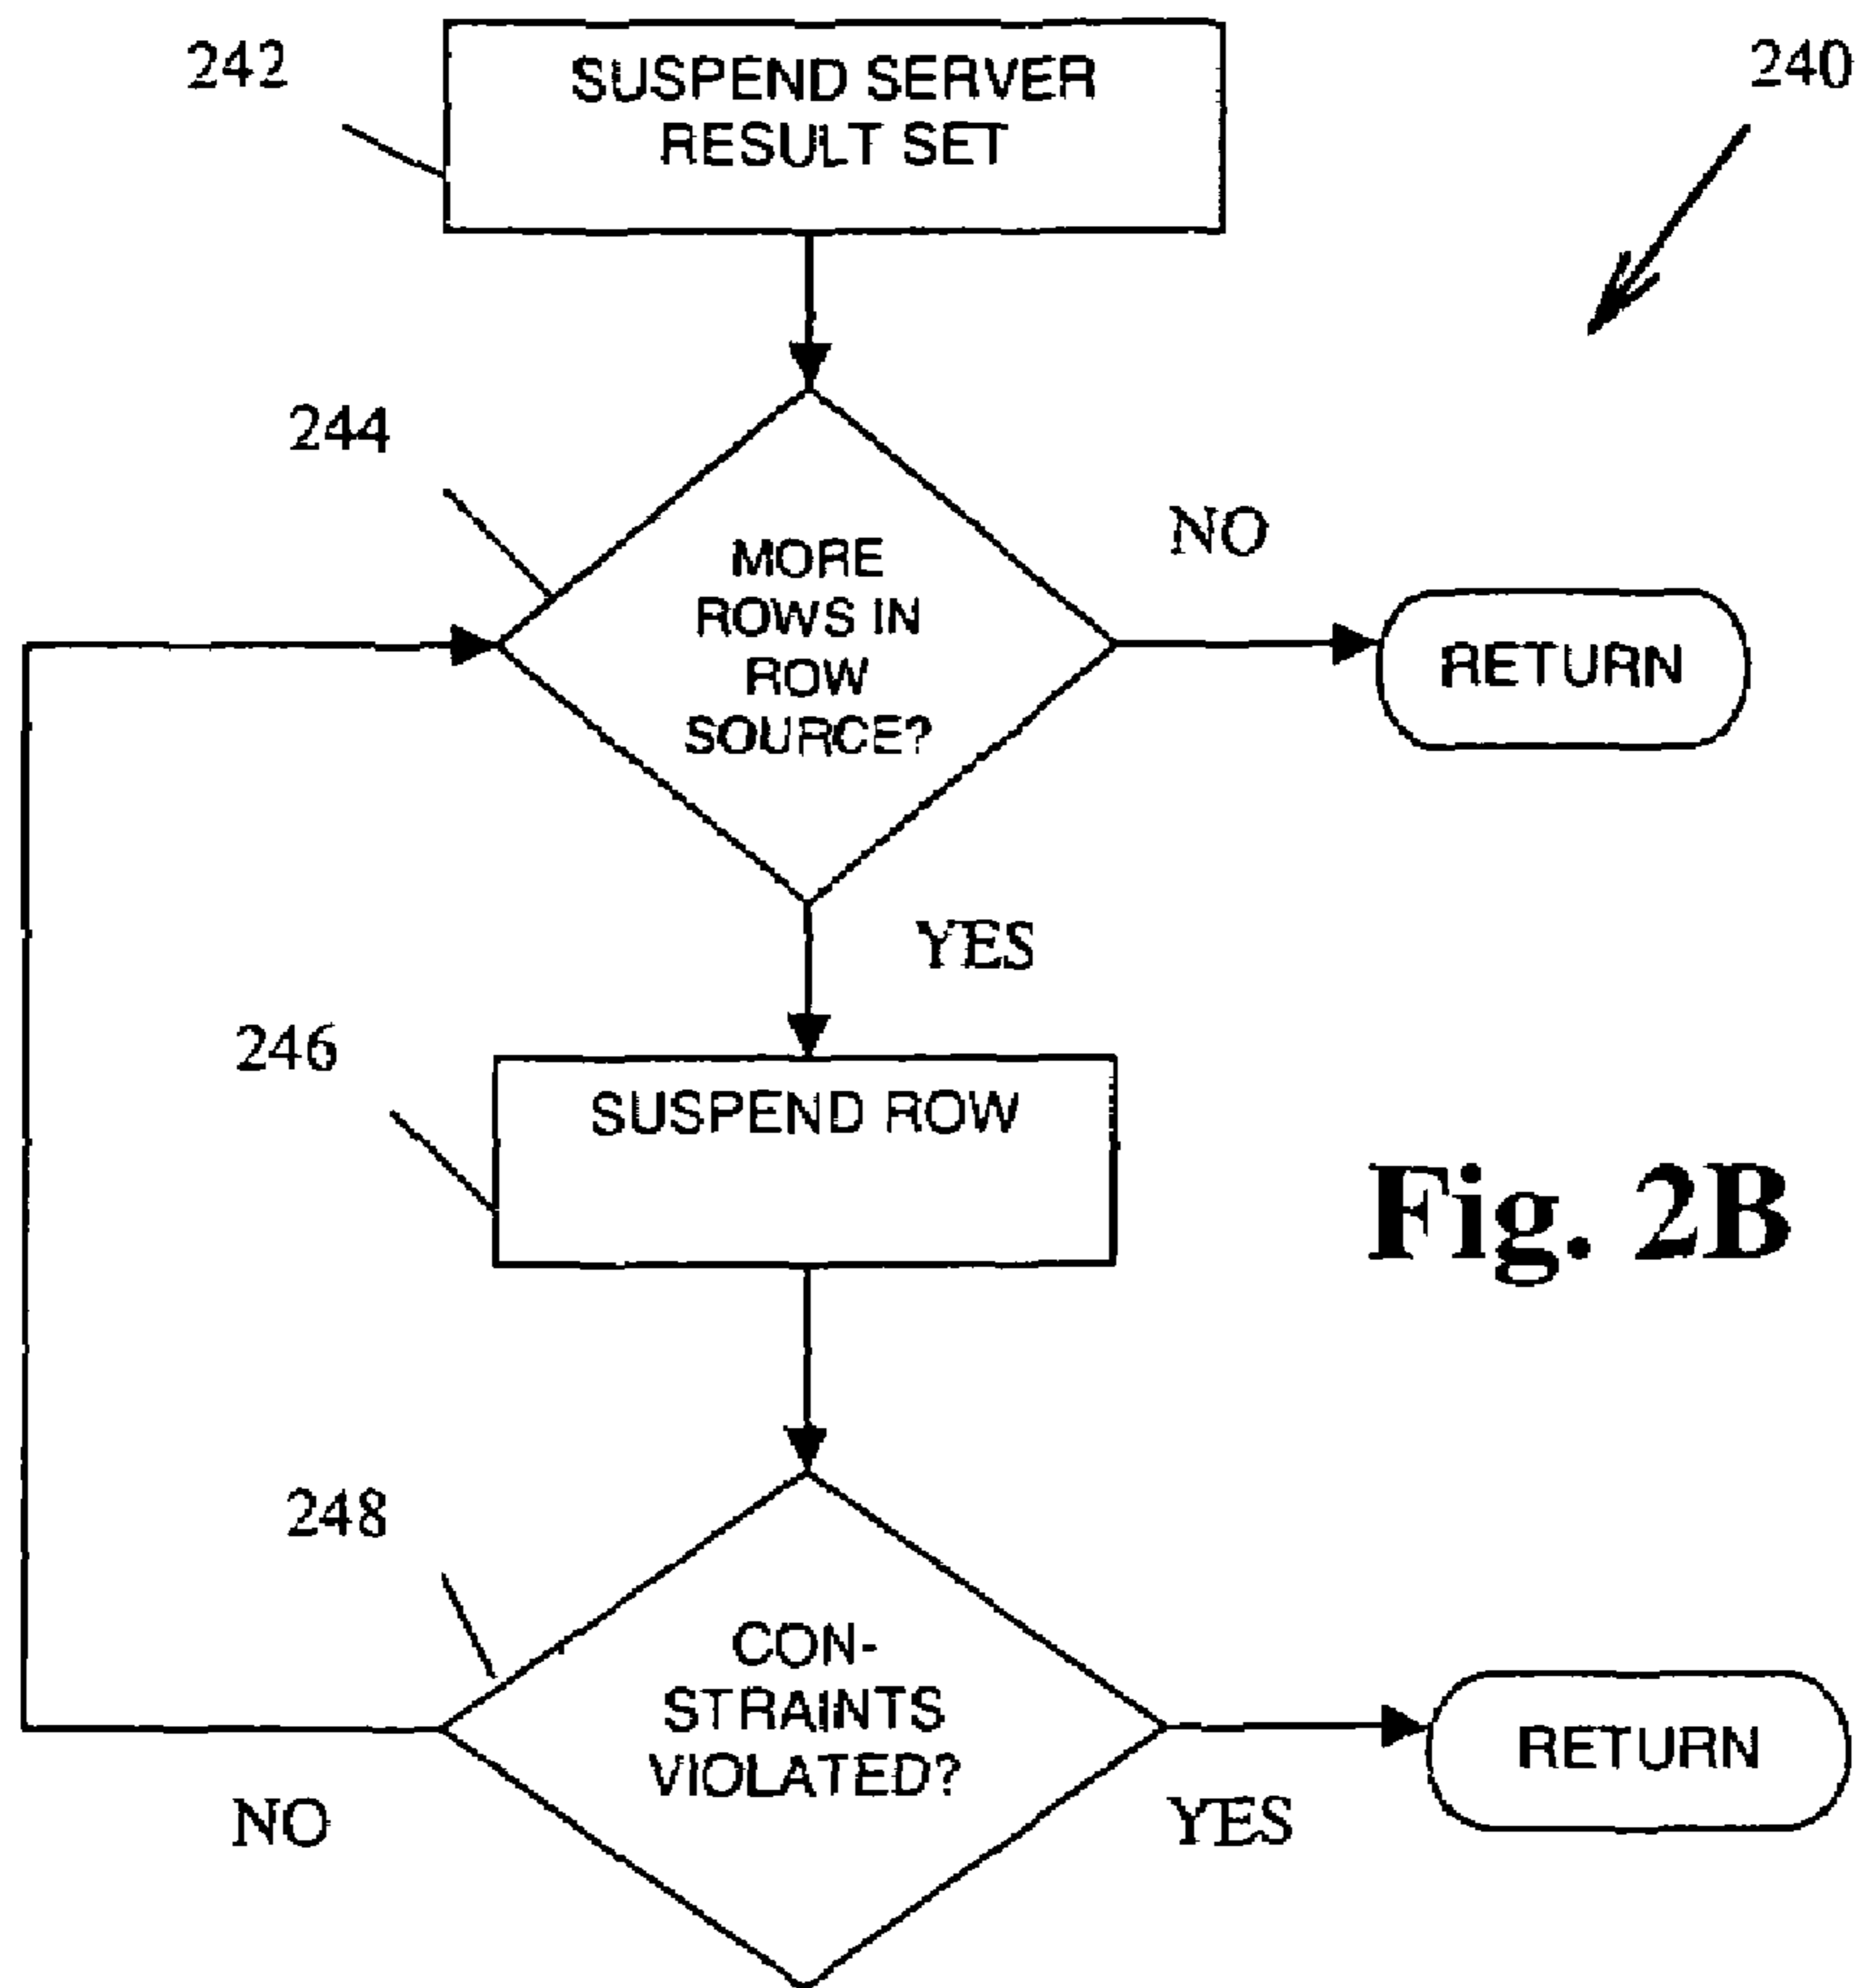 242
SUSPEND SERVER
RESULT SET
240
244
MORE
ROWS IN
ROW
SOURCE?
NO
RETURN
YES
246
SUSPEND ROW
Fig. 2B
248
CON-
STRAINTS
VIOLATED?
NO
YES
RETURN